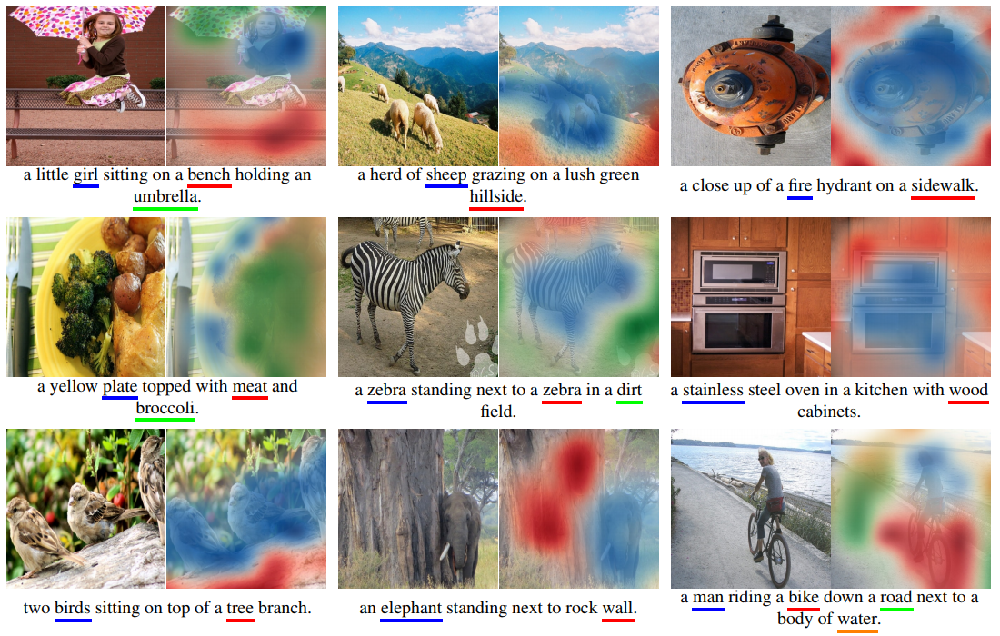 a little girl sitting on a bench holding an
umbrella.
a herd of sheep grazing on a lush green
hillside.
a close up of a fire hydrant on a sidewalk.
a yellow plate topped with meat and
broccoli.
a zebra standing next to a zebra in a dirt
field.
a stainless steel oven in a kitchen with wood
cabinets.
two birds sitting on top of a tree branch.
an elephant standing next to rock wall.
a man riding a bike down a road next to a
body of water.